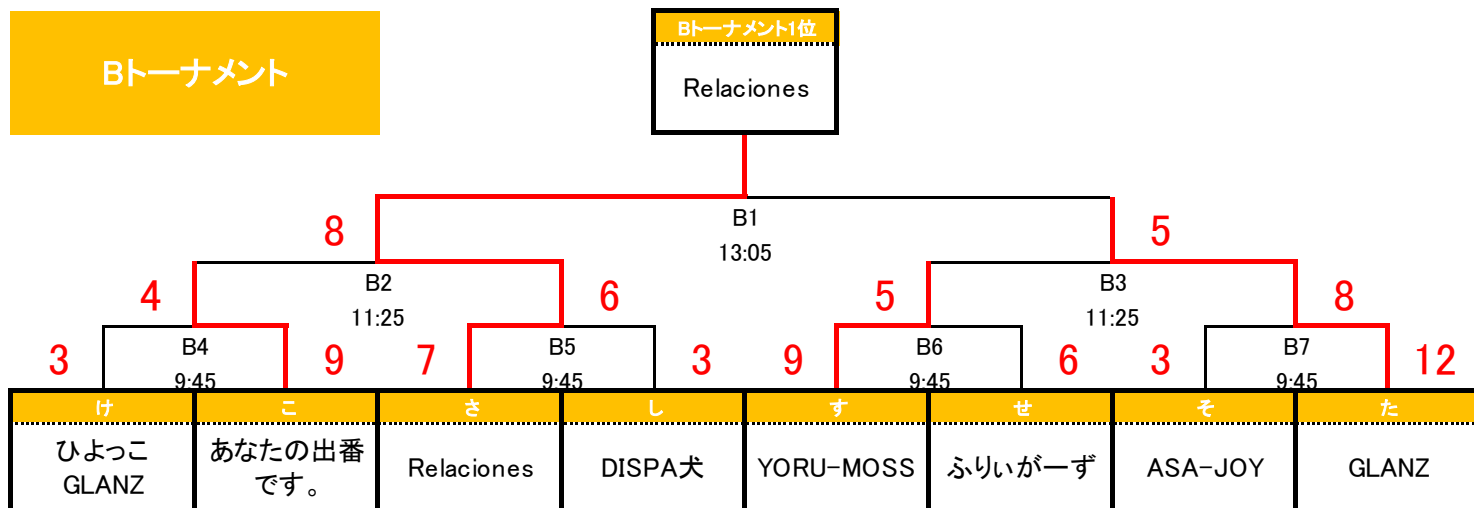 Bトーナメント
Bトーナメント1位
Relaciones
8
B1
13:05
5
4
B2
11:25
6
5
B3
11:25
8
3
B4
9:45
9
7
B5
9:45
3
9
B6
9:45
6
3
B7
9:45
12
け
こ
さ
し
す
せ
そ
た
ひよっこ
GLANZ
あなたの出番
です。
Relaciones
DISPA犬
YORU-MOSS
ふりぃがーず
ASA-JOY
GLANZ